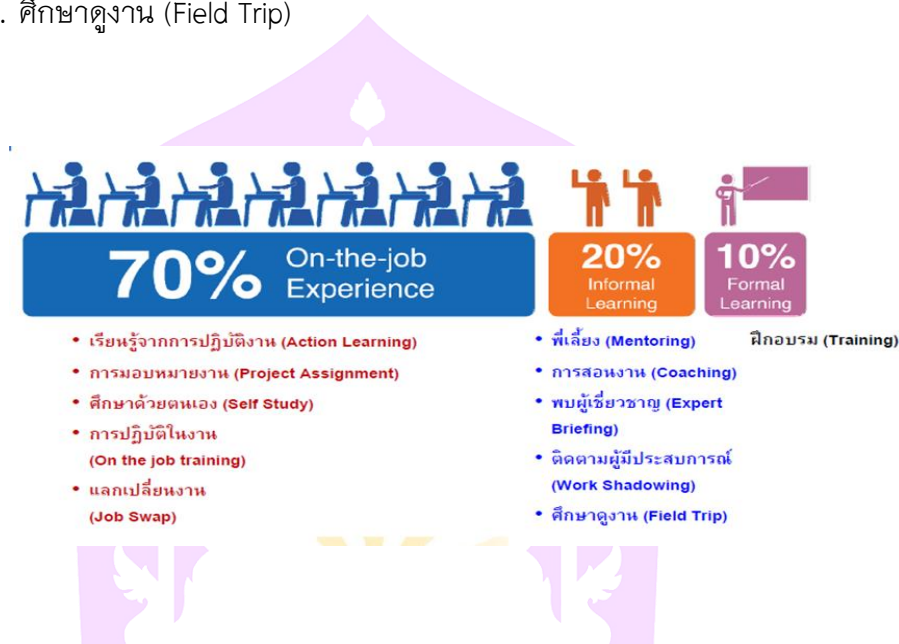 . ศึกษาดูงาน (Field Trip)
70% On-the-job
Experience
20%
Informal
Learning
10%
Formal
Learning
• เรียนรู้จากการปฏิบัติงาน (Action Learning)
• การมอบหมายงาน (Project Assignment)
• ศึกษาด้วยตนเอง (Self Study)
• การปฏิบัติในงาน
(On the job training)
• แลกเปลี่ยนงาน
(Job Swap)
• พี่เลี้ยง (Mentoring)
• การสอนงาน (Coaching)
• พบผู้เชี่ยวชาญ (Expert
Briefing)
• ติดตามผู้มีประสบการณ์
(Work Shadowing)
• ศึกษาดูงาน (Field Trip)
ฝึกอบรม (Training)